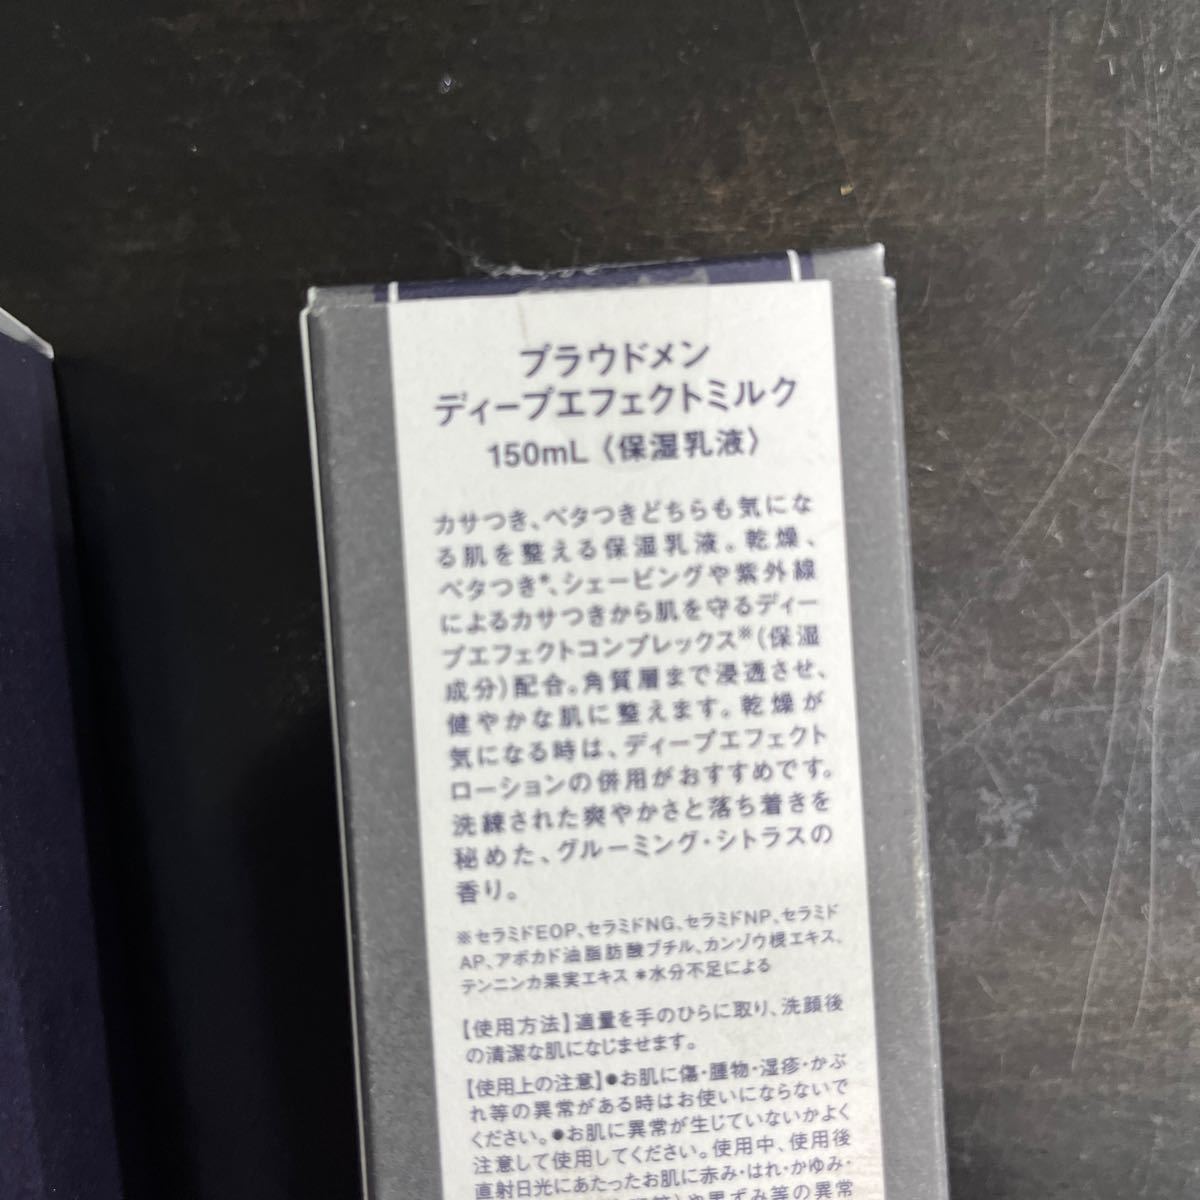 プラウドメン
ディープエフェクトミルク
150mL〈保湿乳液〉
カサつき、ベタつきどちらも気にな
る肌を整える保湿乳液。乾燥、
ベタつき*、シェービングや紫外線
によるカサつきから肌を守るディー
プエフェクトコンプレックス※(保湿
成分)配合。角質層まで浸透させ、
健やかな肌に整えます。乾燥が
気になる時は、ディープエフェクト
ローションの併用がおすすめです。
洗練された爽やかさと落ち着きを
秘めた、グルーミング・シトラスの
香り。
※セラミドEOP、セラミドNG、セラミドNP、セラミド
AP、アボカド油脂肪酸ブチル、カンゾウ根エキス、
テンニンカ果実エキス *水分不足による
【使用方法】適量を手のひらに取り、洗顔後
の清潔な肌になじませます。
【使用上の注意】●お肌に傷・腫物・湿疹・かぶ
れ等の異常がある時はお使いにならないで
ください。●お肌に異常が生じていないかよく
注意して使用してください。使用中、使用後
直射日光にあたったお肌に赤み・はれ・かゆみ・
や黒ずみ等の異常